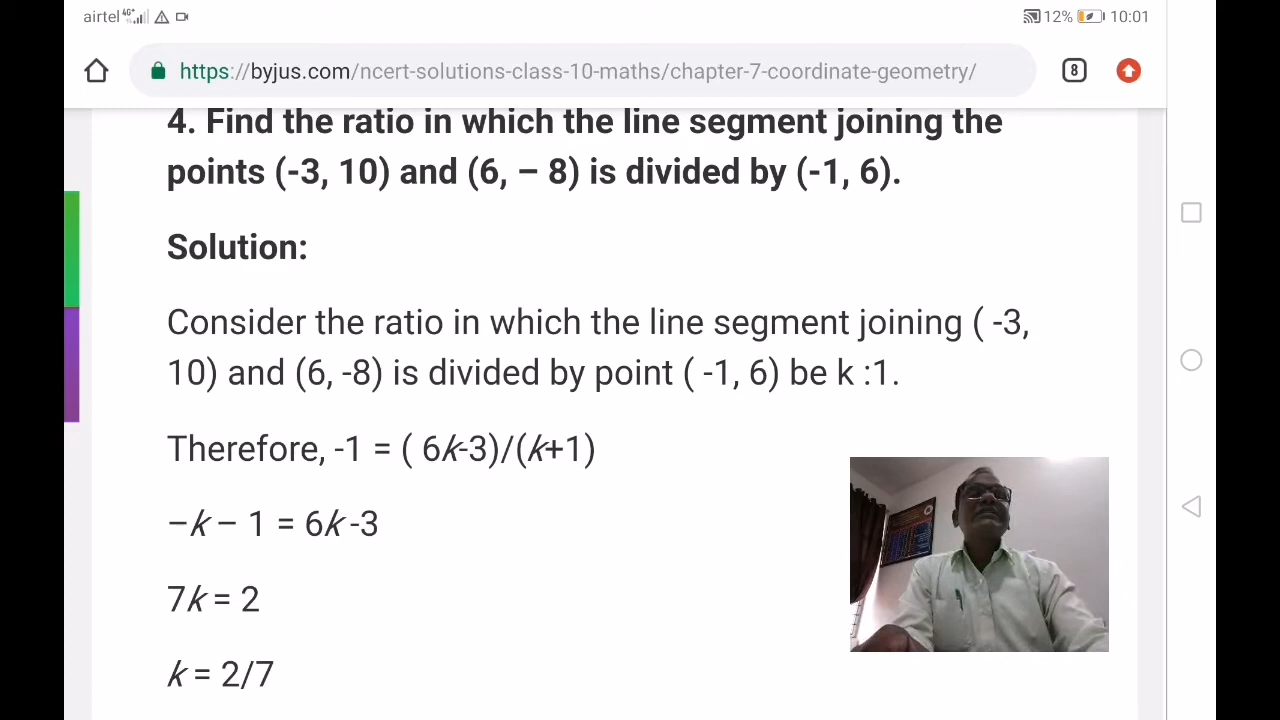 airtel 4G+ 12% 10:01
https://byjus.com/ncert-solutions-class-10-maths/chapter-7-coordinate-geometry/ 8
4. Find the ratio in which the line segment joining the
points (-3, 10) and (6, – 8) is divided by (-1, 6).
Solution:
Consider the ratio in which the line segment joining ( -3,
10) and (6, -8) is divided by point ( -1, 6) be k :1.
Therefore, -1 = ( 6k-3)/(k+1)
–k – 1 = 6k -3
7k = 2
k = 2/7